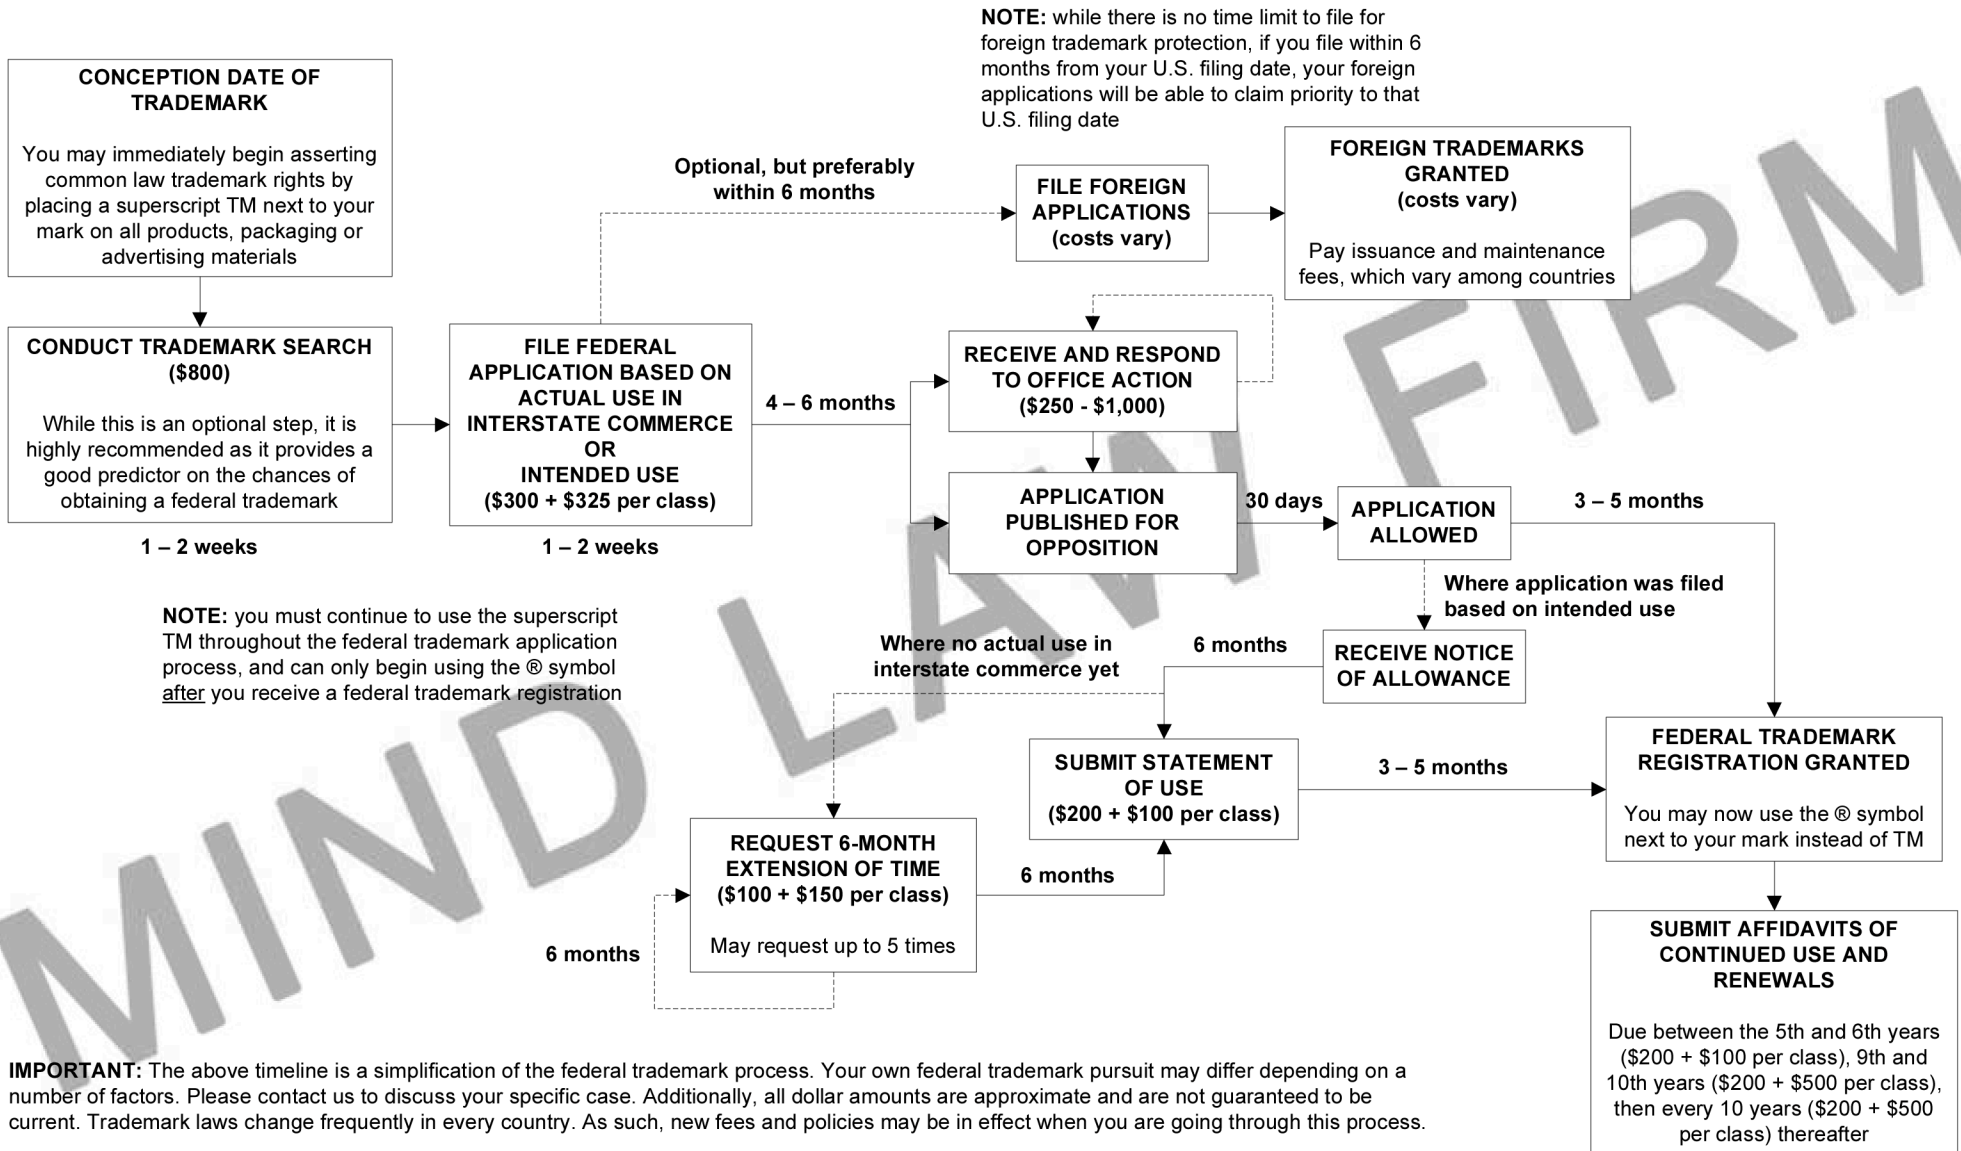 NOTE: while there is no time limit to file for
foreign trademark protection, if you file within 6
months from your U.S. filing date, your foreign
applications will be able to claim priority to that
U.S. filing date
CONCEPTION DATE OF
TRADEMARK
You may immediately begin asserting
common law trademark rights by
placing a superscript TM next to your
mark on all products, packaging or
advertising materials
Optional, but preferably
within 6 months
FILE FOREIGN
APPLICATIONS
(costs vary)
FOREIGN TRADEMARKS
GRANTED
(costs vary)
Pay issuance and maintenance
fees, which vary among countries
CONDUCT TRADEMARK SEARCH
($800)
While this is an optional step, it is
highly recommended as it provides a
good predictor on the chances of
obtaining a federal trademark
1 – 2 weeks
FILE FEDERAL
APPLICATION BASED ON
ACTUAL USE IN
INTERSTATE COMMERCE
OR
INTENDED USE
($300 + $325 per class)
1 – 2 weeks
4 – 6 months
RECEIVE AND RESPOND
TO OFFICE ACTION
($250 - $1,000)
APPLICATION
PUBLISHED FOR
OPPOSITION
30 days
APPLICATION
ALLOWED
3 – 5 months
Where application was filed
based on intended use
NOTE: you must continue to use the superscript
TM throughout the federal trademark application
process, and can only begin using the ® symbol
after you receive a federal trademark registration
Where no actual use in
interstate commerce yet
6 months
RECEIVE NOTICE
OF ALLOWANCE
SUBMIT STATEMENT
OF USE
($200 + $100 per class)
3 – 5 months
FEDERAL TRADEMARK
REGISTRATION GRANTED
You may now use the ® symbol
next to your mark instead of TM
REQUEST 6-MONTH
EXTENSION OF TIME
($100 + $150 per class)
May request up to 5 times
6 months
6 months
SUBMIT AFFIDAVITS OF
CONTINUED USE AND
RENEWALS
Due between the 5th and 6th years
($200 + $100 per class), 9th and
10th years ($200 + $500 per class),
then every 10 years ($200 + $500
per class) thereafter
IMPORTANT: The above timeline is a simplification of the federal trademark process. Your own federal trademark pursuit may differ depending on a
number of factors. Please contact us to discuss your specific case. Additionally, all dollar amounts are approximate and are not guaranteed to be
current. Trademark laws change frequently in every country. As such, new fees and policies may be in effect when you are going through this process.
MIND LAW FIRM